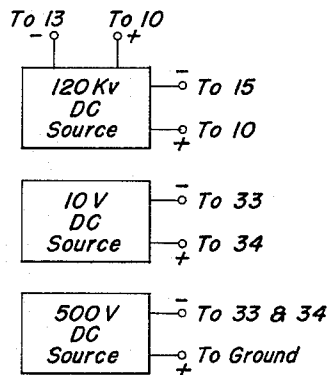 To 13 To 10
- +
120 Kv
DC
Source
- To 15
+ To 10
10 V
DC
Source
- To 33
+ To 34
500 V
DC
Source
- To 33 & 34
+ To Ground